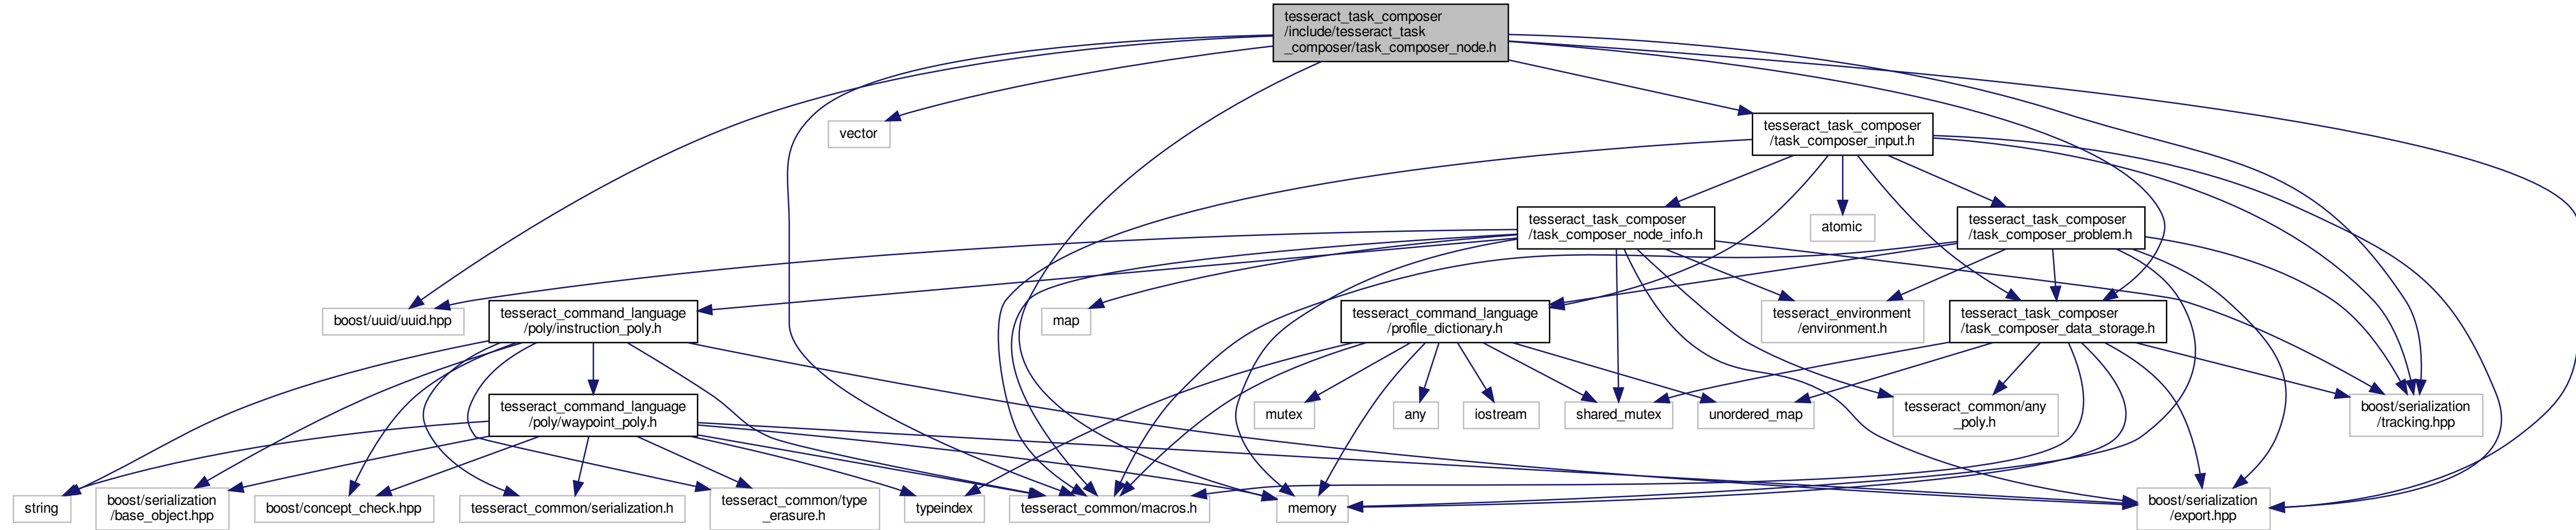 tesseract_task_composer
/include/tesseract_task
_composer/task_composer_node.h
vector
tesseract_task_composer
/task_composer_input.h
tesseract_task_composer
/task_composer_node_info.h
atomic
tesseract_task_composer
/task_composer_problem.h
boost/uuid/uuid.hpp
tesseract_command_language
/poly/instruction_poly.h
map
tesseract_command_language
/profile_dictionary.h
tesseract_environment
/environment.h
tesseract_task_composer
/task_composer_data_storage.h
tesseract_command_language
/poly/waypoint_poly.h
mutex
any
iostream
shared_mutex
unordered_map
tesseract_common/any
_poly.h
boost/serialization
/tracking.hpp
string
boost/serialization
/base_object.hpp
boost/concept_check.hpp
tesseract_common/serialization.h
tesseract_common/type
_erasure.h
typeindex
tesseract_common/macros.h
memory
boost/serialization
/export.hpp